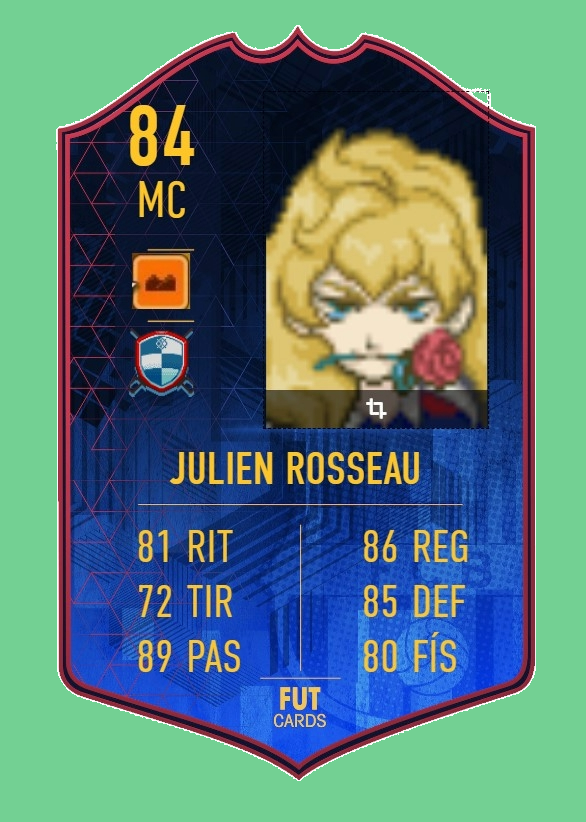 84
MC
JULIEN ROSSEAU
81 RIT
86 REG
72 TIR
85 DEF
89 PAS
80 FÍS
FUT
CARDS